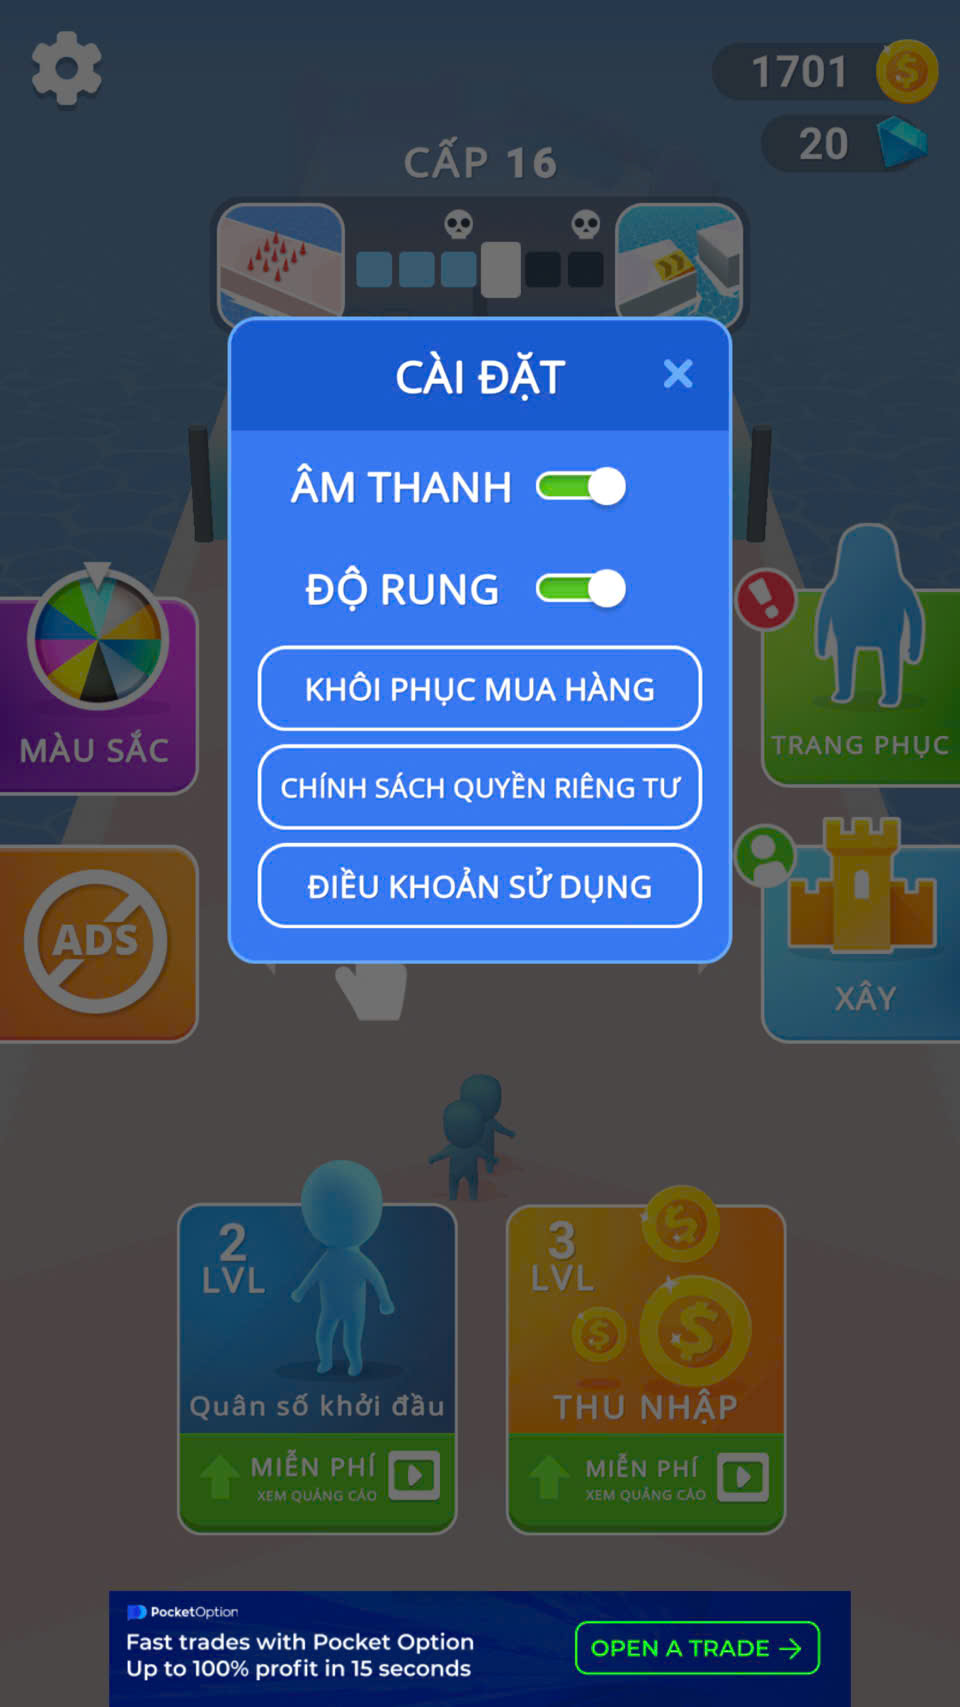 1701
20
CẤP 16
CÀI ĐẶT
ÂM THANH
ĐỘ RUNG
KHÔI PHỤC MUA HÀNG
CHÍNH SÁCH QUYỀN RIÊNG TƯ
ĐIỀU KHOẢN SỬ DỤNG
MÀU SẮC
TRANG PHỤC
ADS
XÂY
2
LVL
Quân số khởi đầu
MIỄN PHÍ
XEM QUẢNG CÁO
3
LVL
THU NHẬP
MIỄN PHÍ
XEM QUẢNG CÁO
PocketOption
Fast trades with Pocket Option
Up to 100% profit in 15 seconds
OPEN A TRADE